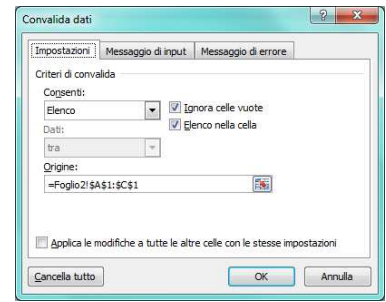 Convalida dati
Impostazioni Messaggio di input Messaggio di errore
Criteri di convalida
Consenti:
Elenco
Ignora celle vuote
Elenco nella cella
Dati:
tra
Origine:
=Foglio2!$A$1:$C$1
Applica le modifiche a tutte le altre celle con le stesse impostazioni
Cancella tutto OK Annulla